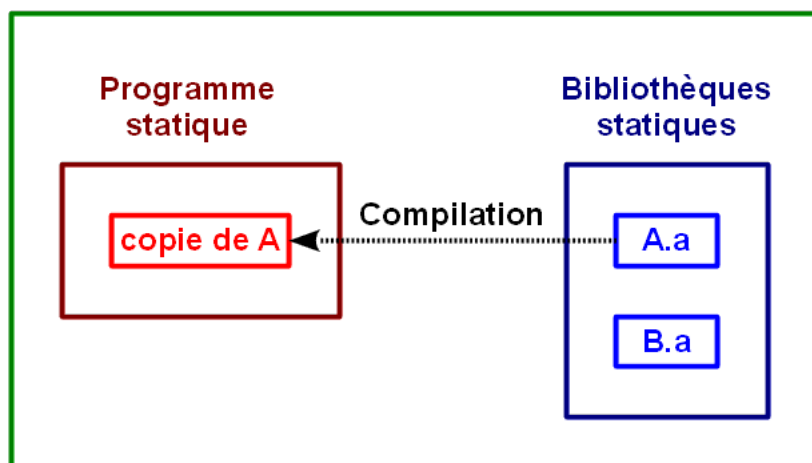 Programme
statique
Bibliothèques
statiques
Compilation
copie de A
A.a
B.a